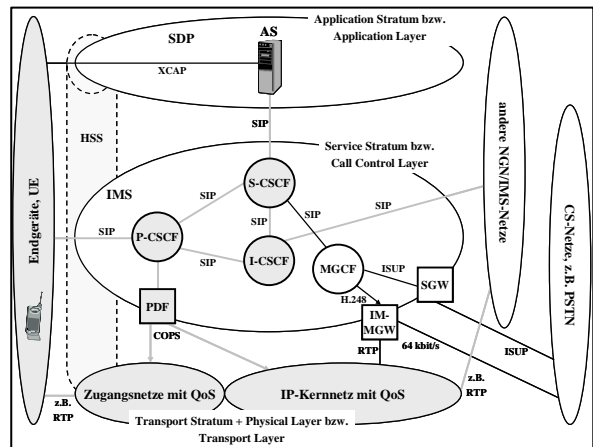 Application Stratum bzw.
Application Layer
SDP
AS
XCAP
HSS
SIP
Service Stratum bzw.
Call Control Layer
IMS
S-CSCF
SIP
SIP
SIP
SIP
P-CSCF
SIP
SIP
I-CSCF
MGCF
ISUP
SGW
PDF
H.248
IM-
MGW
COPS
RTP
64 kbit/s
ISUP
Endgeräte, UE
andere NGN/IMS-Netze
CS-Netze, z.B. PSTN
z.B.
RTP
z.B.
RTP
Zugangsnetze mit QoS
IP-Kernnetz mit QoS
Transport Stratum + Physical Layer bzw.
Transport Layer